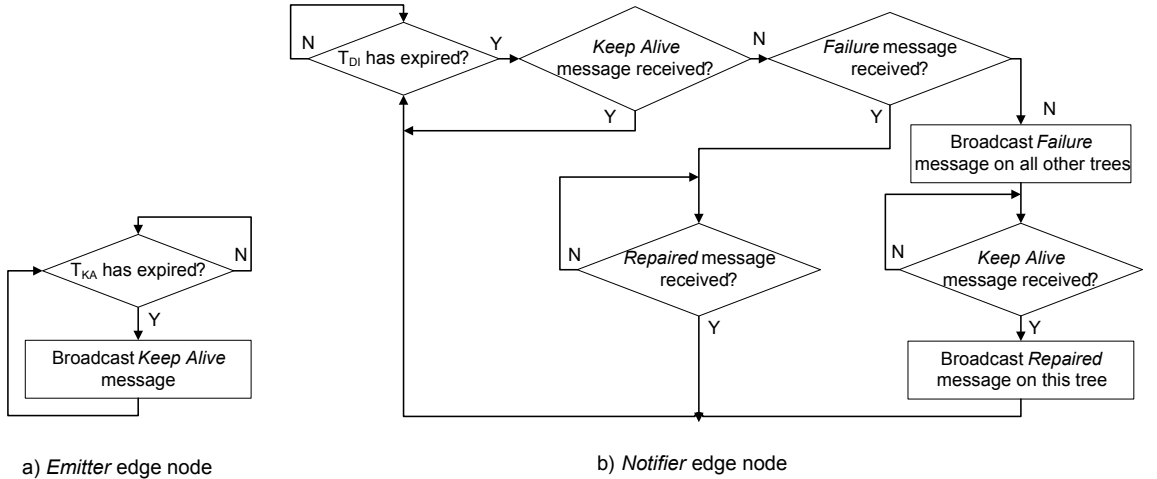 N
T_DI has expired?
Y
Keep Alive
message received?
N
Y
Failure message
received?
N
Y
Broadcast Failure
message on all other trees
N
Repaired message
received?
Y
N
Keep Alive
message received?
Y
Broadcast Repaired
message on this tree
T_KA has expired?
N
Y
Broadcast Keep Alive
message
a) Emitter edge node
b) Notifier edge node